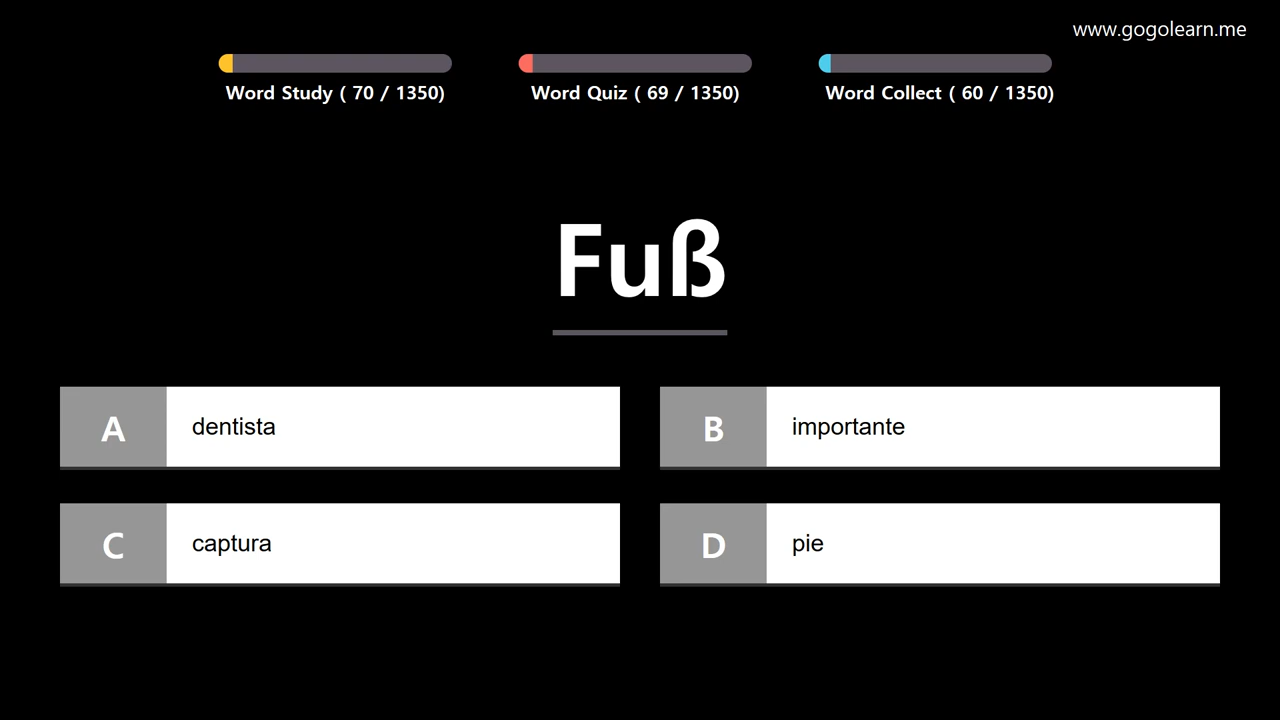 www.gogolearn.me
Word Study ( 70 / 1350)
Word Quiz ( 69 / 1350)
Word Collect ( 60 / 1350)
Fuß
A dentista
B importante
C captura
D pie